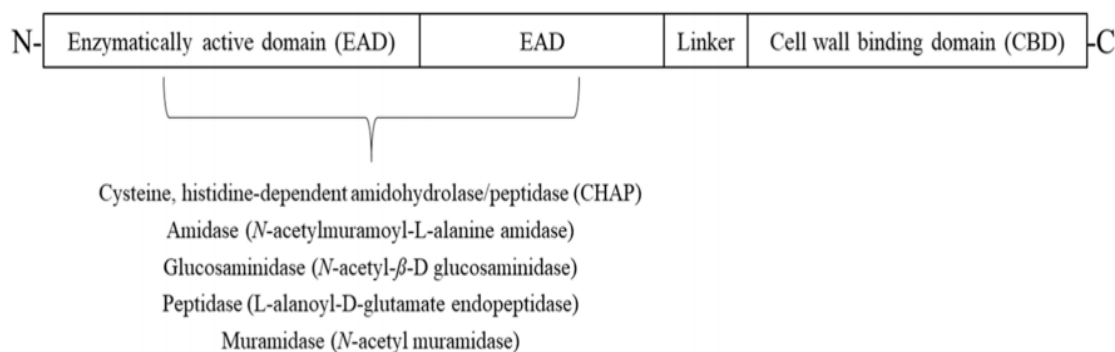 N- Enzymatically active domain (EAD) EAD Linker Cell wall binding domain (CBD) -C
Cysteine, histidine-dependent amidohydrolase/peptidase (CHAP)
Amidase (N-acetylmuramoyl-L-alanine amidase)
Glucosaminidase (N-acetyl-β-D glucosaminidase)
Peptidase (L-alanoyl-D-glutamate endopeptidase)
Muramidase (N-acetyl muramidase)